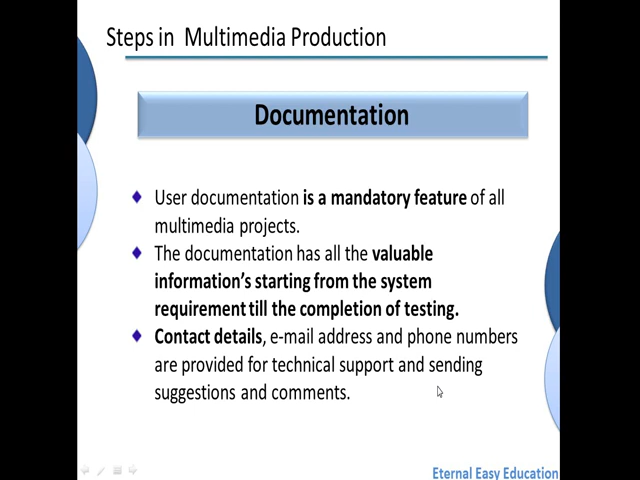 Steps in Multimedia Production
Documentation
User documentation is a mandatory feature of all
multimedia projects.
The documentation has all the valuable
information's starting from the system
requirement till the completion of testing.
Contact details, e-mail address and phone numbers
are provided for technical support and sending
suggestions and comments.
Eternal Easy Education